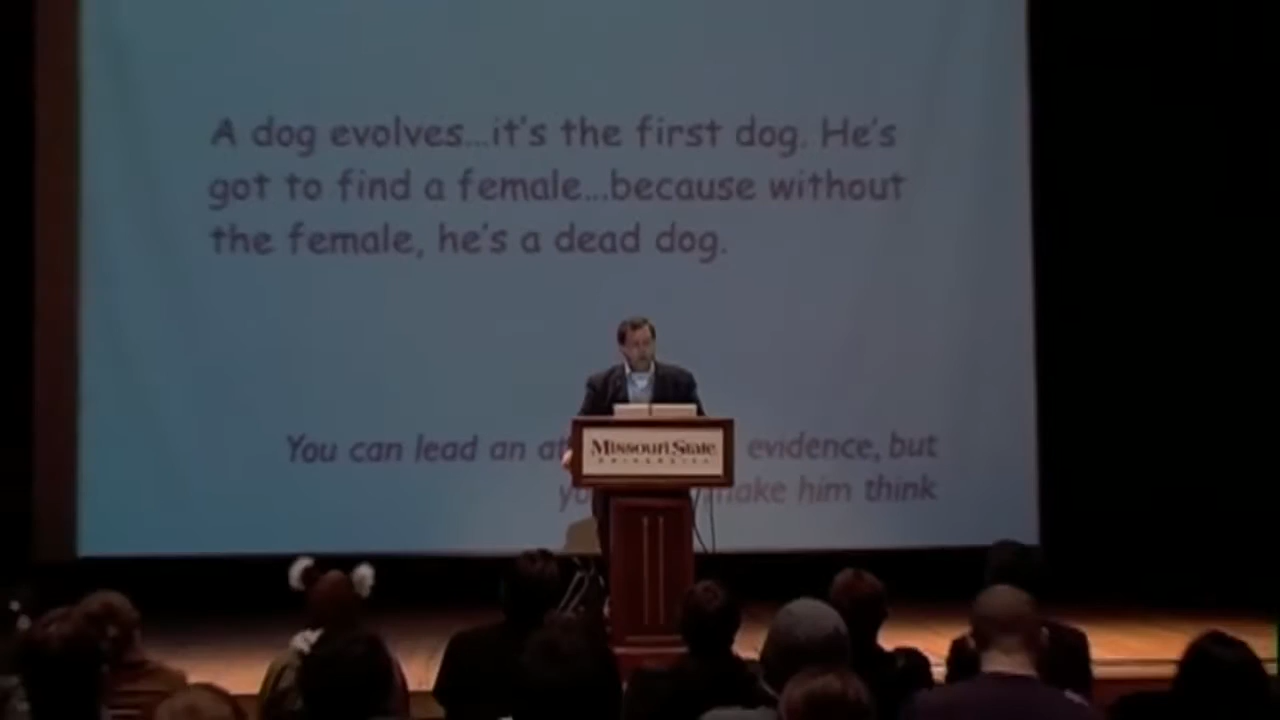 A dog evolves...it's the first dog. He's
got to find a female...because without
the female, he's a dead dog.
You can lead an evidence, but
make him think
Missouri State
UNIVERSITY